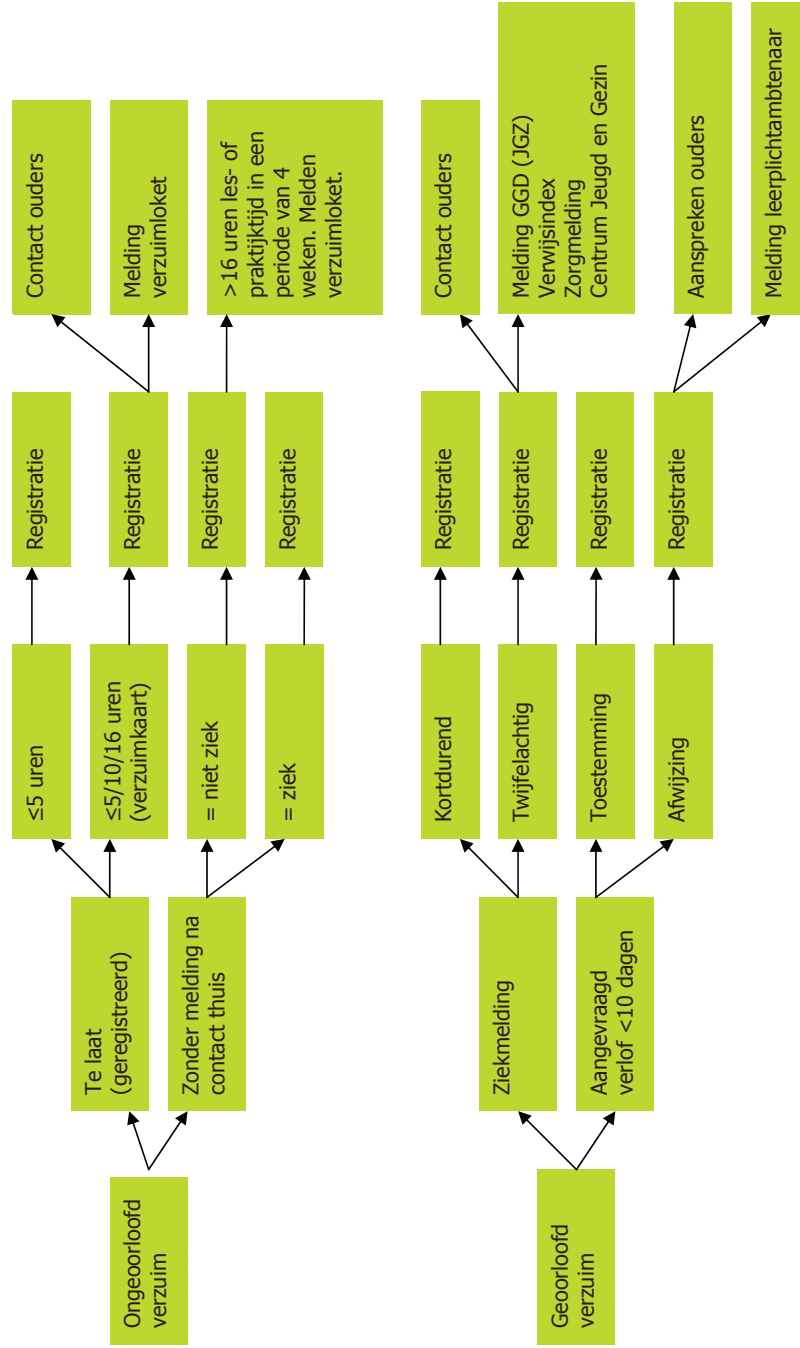 Ongeoorloofd
verzuim
Te laat
(geregistreerd)
Zonder melding na
contact thuis
≤5 uren
≤5/10/16 uren
(verzuimkaart)
= niet ziek
= ziek
Registratie
Registratie
Registratie
Registratie
Contact ouders
Melding
verzuimloket
>16 uren les- of
praktijktijd in een
periode van 4
weken. Melden
verzuimloket.
Geoorloofd
verzuim
Ziekmelding
Aangevraagd
verlof <10 dagen
Kortdurend
Twijfelachtig
Toestemming
Afwijzing
Registratie
Registratie
Registratie
Registratie
Contact ouders
Melding GGD (JGZ)
Verwijsindex
Zorgmelding
Centrum Jeugd en Gezin
Aanspreken ouders
Melding leerplichtambtenaar